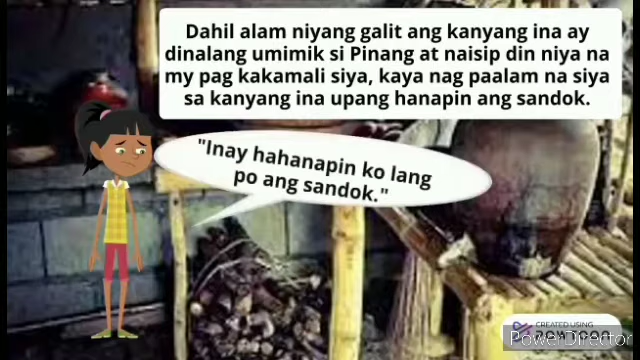 Dahil alam niyang galit ang kanyang ina ay
dinalang umimik si Pinang at naisip din niya na
my pag kakamali siya, kaya nag paalam na siya
sa kanyang ina upang hanapin ang sandok.
"Inay hahanapin ko lang
po ang sandok."
CREATED USING
PowerDirector